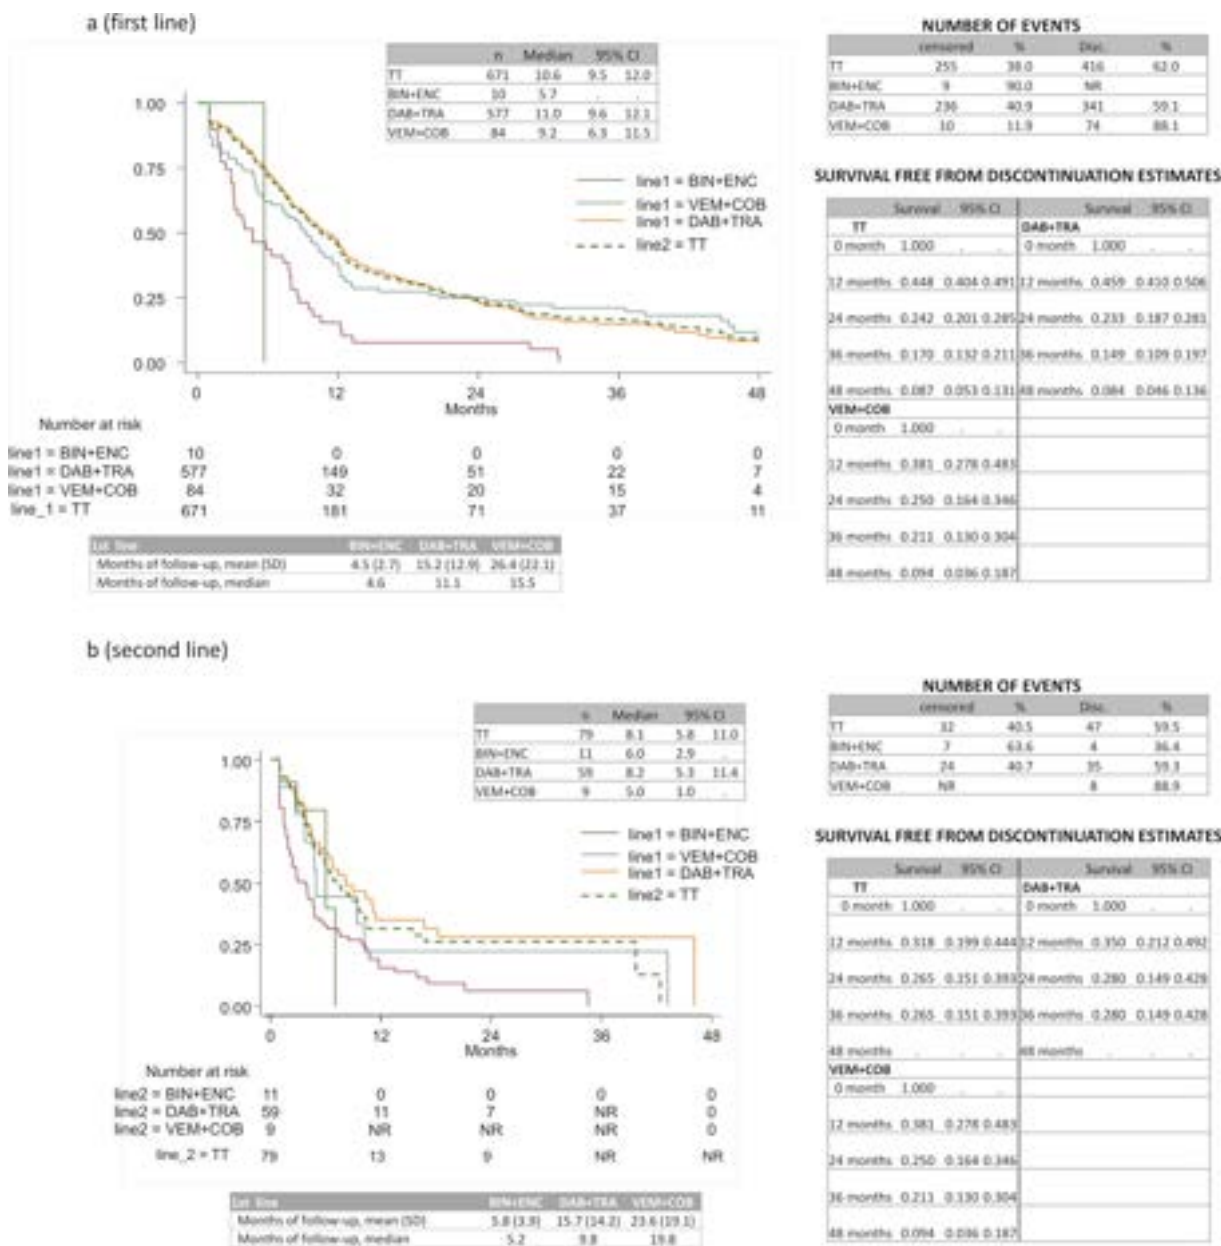 a (first line)
n Median 95% CI
TT 671 10.6 9.5 12.0
BIN+ENC 10 5.7 . .
DAB+TRA 577 11.0 9.6 12.1
VEM+COB 84 9.2 6.3 11.5
1.00
0.75
0.50
0.25
0.00
line1 = BIN+ENC
line1 = VEM+COB
line1 = DAB+TRA
line2 = TT
0 12 24 36 48
Months
Number at risk
line1 = BIN+ENC 10 0 0 0 0
line1 = DAB+TRA 577 149 51 22 7
line1 = VEM+COB 84 32 20 15 4
line_1 = TT 671 181 71 37 11
1st line BIN+ENC DAB+TRA VEM+COB
Months of follow-up, mean (SD) 4.5 (2.7) 15.2 (12.9) 26.4 (22.1)
Months of follow-up, median 4.6 11.1 15.5
NUMBER OF EVENTS
censored % Disc. %
TT 255 38.0 416 62.0
BIN+ENC 9 90.0 NR
DAB+TRA 236 40.9 341 59.1
VEM+COB 10 11.9 74 88.1
SURVIVAL FREE FROM DISCONTINUATION ESTIMATES
Survival 95% CI Survival 95% CI
TT DAB+TRA
0 month 1.000 . . 0 month 1.000 . .
12 months 0.448 0.404 0.491 12 months 0.459 0.410 0.506
24 months 0.242 0.201 0.285 24 months 0.233 0.187 0.281
36 months 0.170 0.132 0.211 36 months 0.149 0.109 0.197
48 months 0.087 0.053 0.131 48 months 0.084 0.046 0.136
VEM+COB
0 month 1.000 . .
12 months 0.381 0.278 0.483
24 months 0.250 0.164 0.346
36 months 0.211 0.130 0.304
48 months 0.094 0.036 0.187
b (second line)
n Median 95% CI
TT 79 8.1 5.8 11.0
BIN+ENC 11 6.0 2.9 .
DAB+TRA 59 8.2 5.3 11.4
VEM+COB 9 5.0 1.0 .
1.00
0.75
0.50
0.25
0.00
line1 = BIN+ENC
line1 = VEM+COB
line1 = DAB+TRA
line2 = TT
0 12 24 36 48
Months
Number at risk
line2 = BIN+ENC 11 0 0 0 0
line2 = DAB+TRA 59 11 7 NR 0
line2 = VEM+COB 9 NR NR NR 0
line_2 = TT 79 13 9 NR NR
1st line BIN+ENC DAB+TRA VEM+COB
Months of follow-up, mean (SD) 5.8 (3.9) 15.7 (14.2) 23.6 (19.1)
Months of follow-up, median 5.2 9.8 19.8
NUMBER OF EVENTS
censored % Disc. %
TT 32 40.5 47 59.5
BIN+ENC 7 63.6 4 36.4
DAB+TRA 24 40.7 35 59.3
VEM+COB NR 8 88.9
SURVIVAL FREE FROM DISCONTINUATION ESTIMATES
Survival 95% CI Survival 95% CI
TT DAB+TRA
0 month 1.000 . . 0 month 1.000 . .
12 months 0.318 0.199 0.444 12 months 0.350 0.212 0.492
24 months 0.265 0.151 0.393 24 months 0.280 0.149 0.428
36 months 0.265 0.151 0.393 36 months 0.280 0.149 0.428
48 months . . . 48 months . . .
VEM+COB
0 month 1.000 . .
12 months 0.381 0.278 0.483
24 months 0.250 0.164 0.346
36 months 0.211 0.130 0.304
48 months 0.094 0.036 0.187